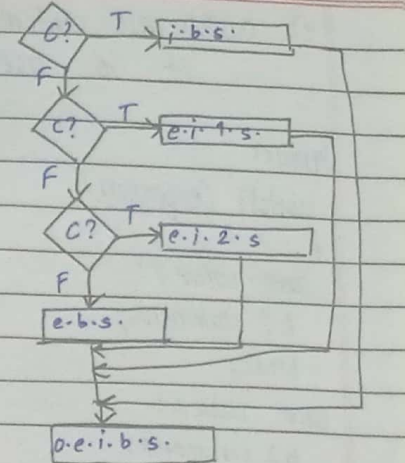 C? T i.b.s.
F
C? T e.i.1.s.
F
C? T e.i.2.s
F
e.b.s.
o.e.i.b.s.